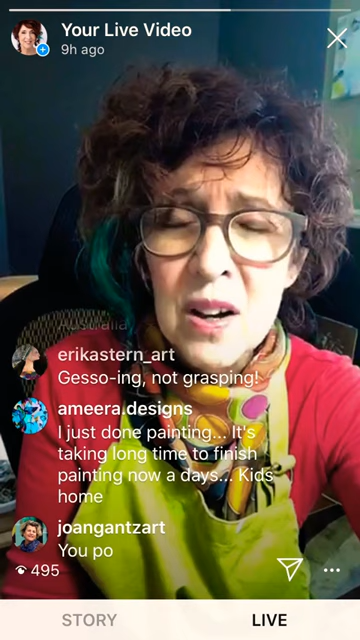 Your Live Video
9h ago
Australia
erikastern_art
Gesso-ing, not grasping!
ameera.designs
I just done painting... It's
taking long time to finish
painting now a days... Kids
home
joangantzart
You po
495
STORY
LIVE